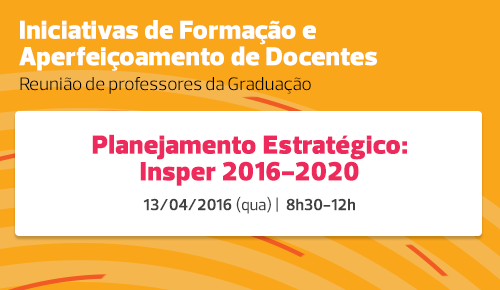 Iniciativas de Formação e
Aperfeiçoamento de Docentes
Reunião de professores da Graduação
Planejamento Estratégico:
Insper 2016–2020
13/04/2016 (qua) | 8h30–12h